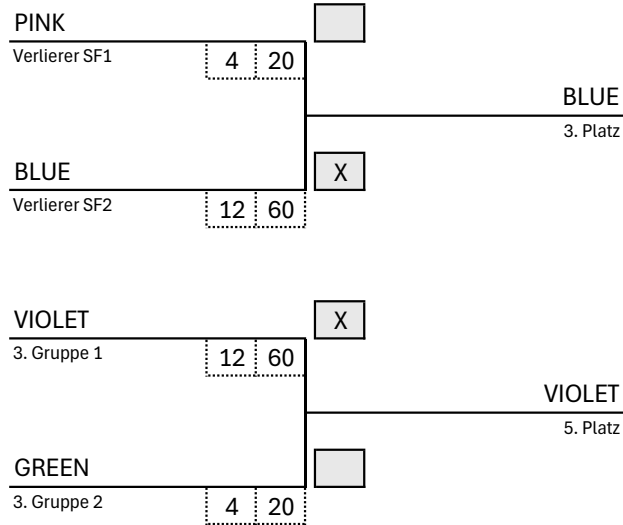 PINK
Verlierer SF1
4 20
BLUE
3. Platz
BLUE
X
Verlierer SF2
12 60
VIOLET
X
3. Gruppe 1
12 60
VIOLET
5. Platz
GREEN
3. Gruppe 2
4 20